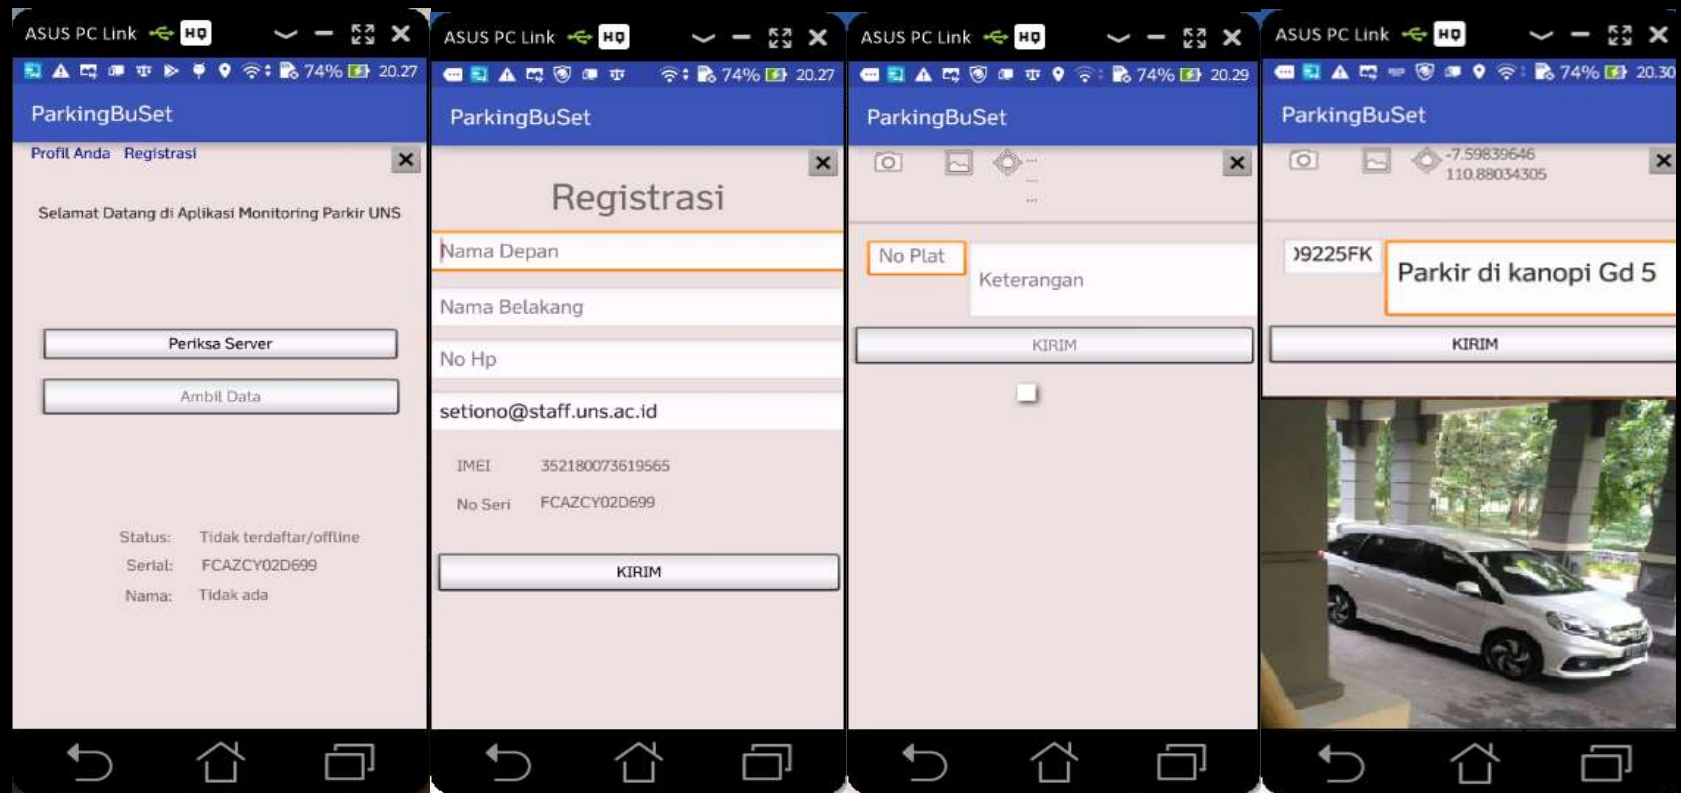 ASUS PC Link HQ
74% 20.27
ParkingBuSet
Profil Anda Registrasi
Selamat Datang di Aplikasi Monitoring Parkir UNS
Periksa Server
Ambil Data
Status: Tidak terdaftar/offline
Serial: FCAZCY02D699
Nama: Tidak ada
ASUS PC Link HQ
74% 20.27
ParkingBuSet
Registrasi
Nama Depan
Nama Belakang
No Hp
setiono@staff.uns.ac.id
IMEI 352180073619565
No Seri FCAZCY02D699
KIRIM
ASUS PC Link HQ
74% 20.29
ParkingBuSet
...
...
...
No Plat
Keterangan
KIRIM
ASUS PC Link HQ
74% 20.30
ParkingBuSet
-7.59839646
110.88034305
9225FK
Parkir di kanopi Gd 5
KIRIM